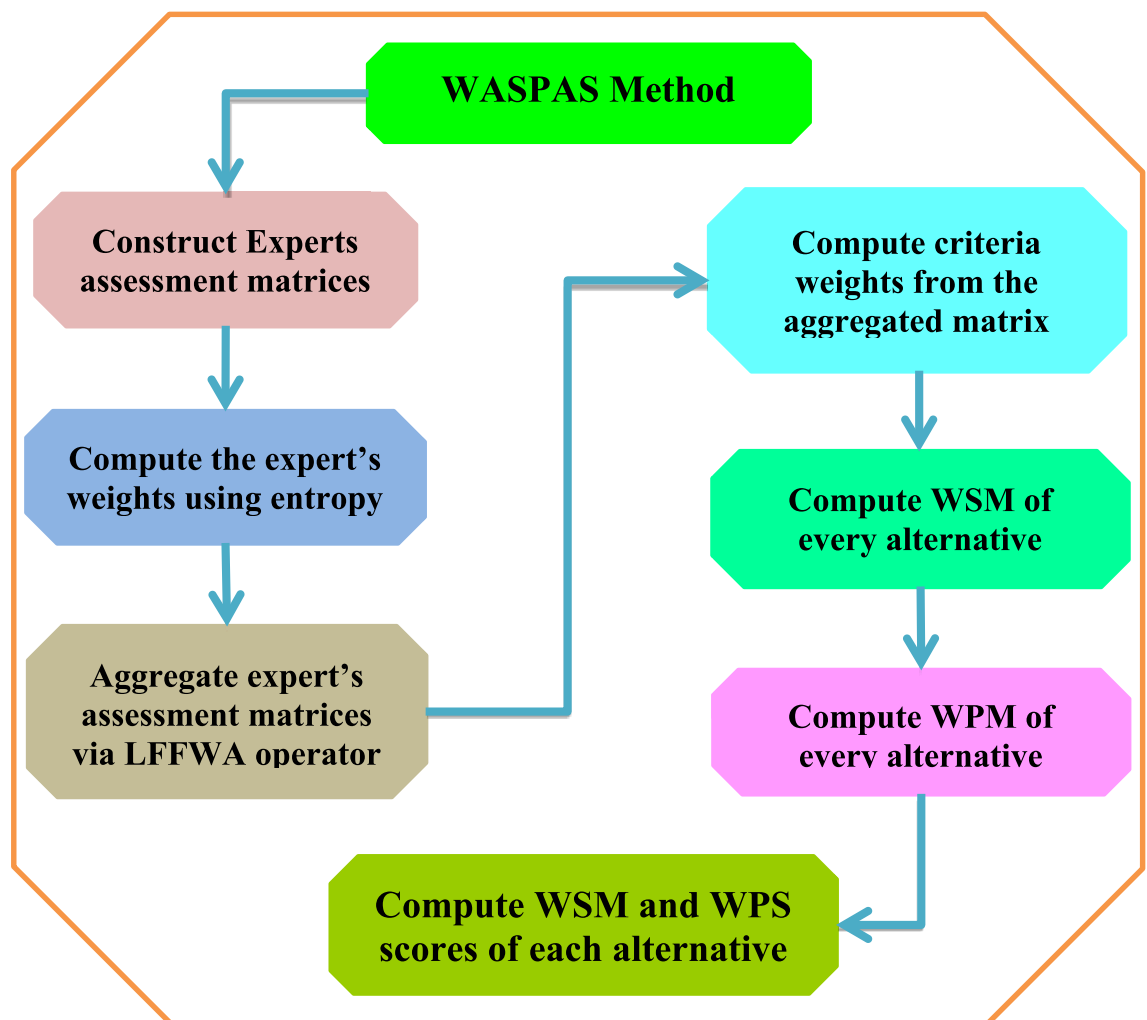 WASPAS Method
Construct Experts
assessment matrices
Compute the expert's
weights using entropy
Aggregate expert's
assessment matrices
via LFFWA operator
Compute criteria
weights from the
aggregated matrix
Compute WSM of
every alternative
Compute WPM of
every alternative
Compute WSM and WPS
scores of each alternative